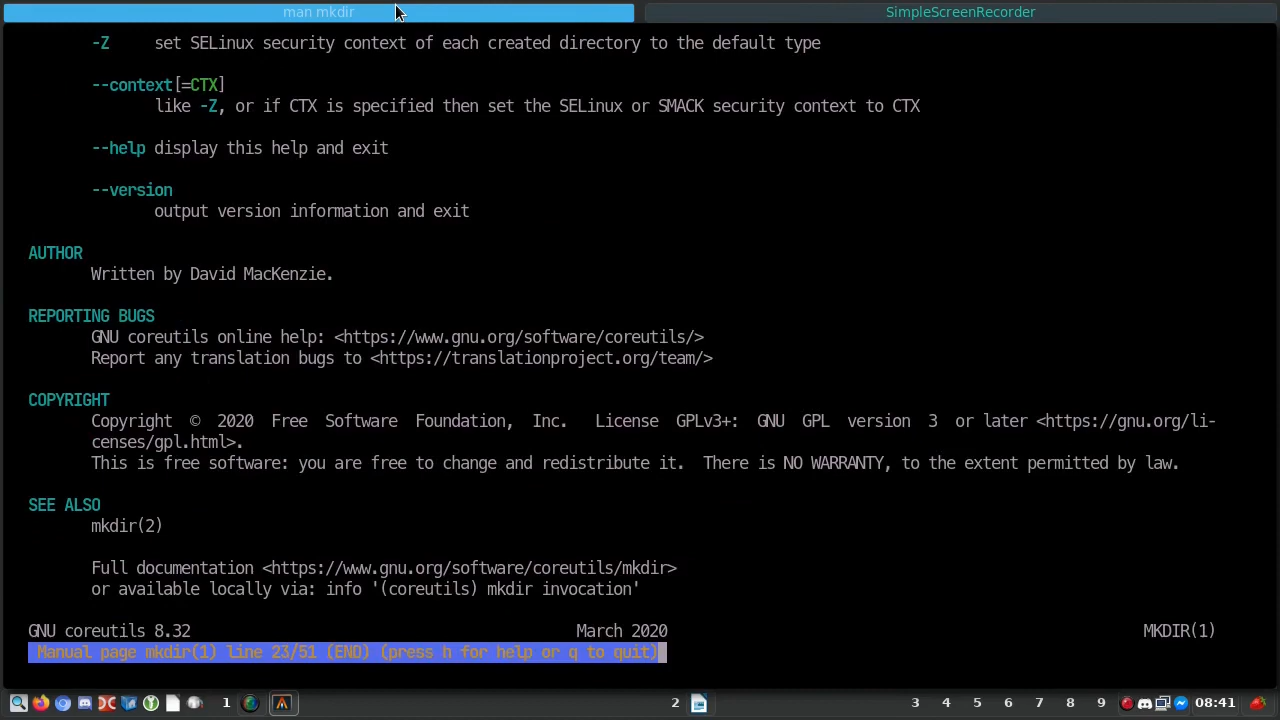 man mkdir
SimpleScreenRecorder
-Z set SELinux security context of each created directory to the default type
--context[=CTX]
like -Z, or if CTX is specified then set the SELinux or SMACK security context to CTX
--help display this help and exit
--version
output version information and exit
AUTHOR
Written by David MacKenzie.
REPORTING BUGS
GNU coreutils online help: <https://www.gnu.org/software/coreutils/>
Report any translation bugs to <https://translationproject.org/team/>
COPYRIGHT
Copyright © 2020 Free Software Foundation, Inc. License GPLv3+: GNU GPL version 3 or later <https://gnu.org/li-
censes/gpl.html>.
This is free software: you are free to change and redistribute it. There is NO WARRANTY, to the extent permitted by law.
SEE ALSO
mkdir(2)
Full documentation <https://www.gnu.org/software/coreutils/mkdir>
or available locally via: info '(coreutils) mkdir invocation'
GNU coreutils 8.32 March 2020 MKDIR(1)
Manual page mkdir(1) line 23/51 (END) (press h for help or q to quit)
1 2 3 4 5 6 7 8 9 08:41